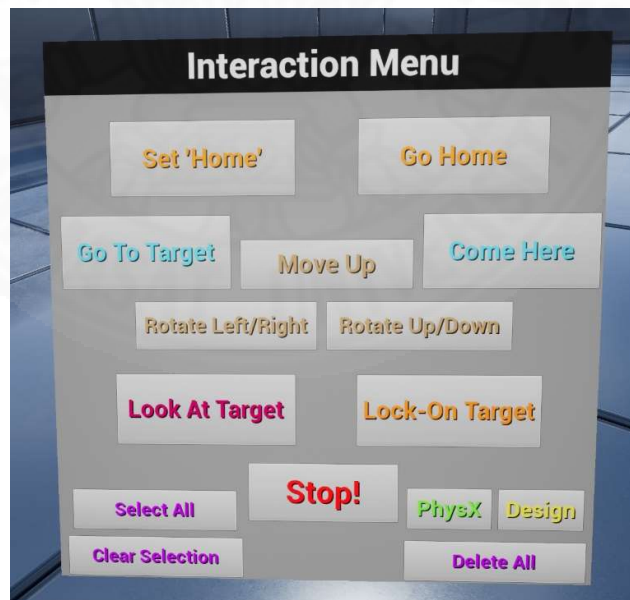 Interaction Menu
Set 'Home'
Go Home
Go To Target
Move Up
Come Here
Rotate Left/Right
Rotate Up/Down
Look At Target
Lock-On Target
Stop!
Select All
PhysX
Design
Clear Selection
Delete All